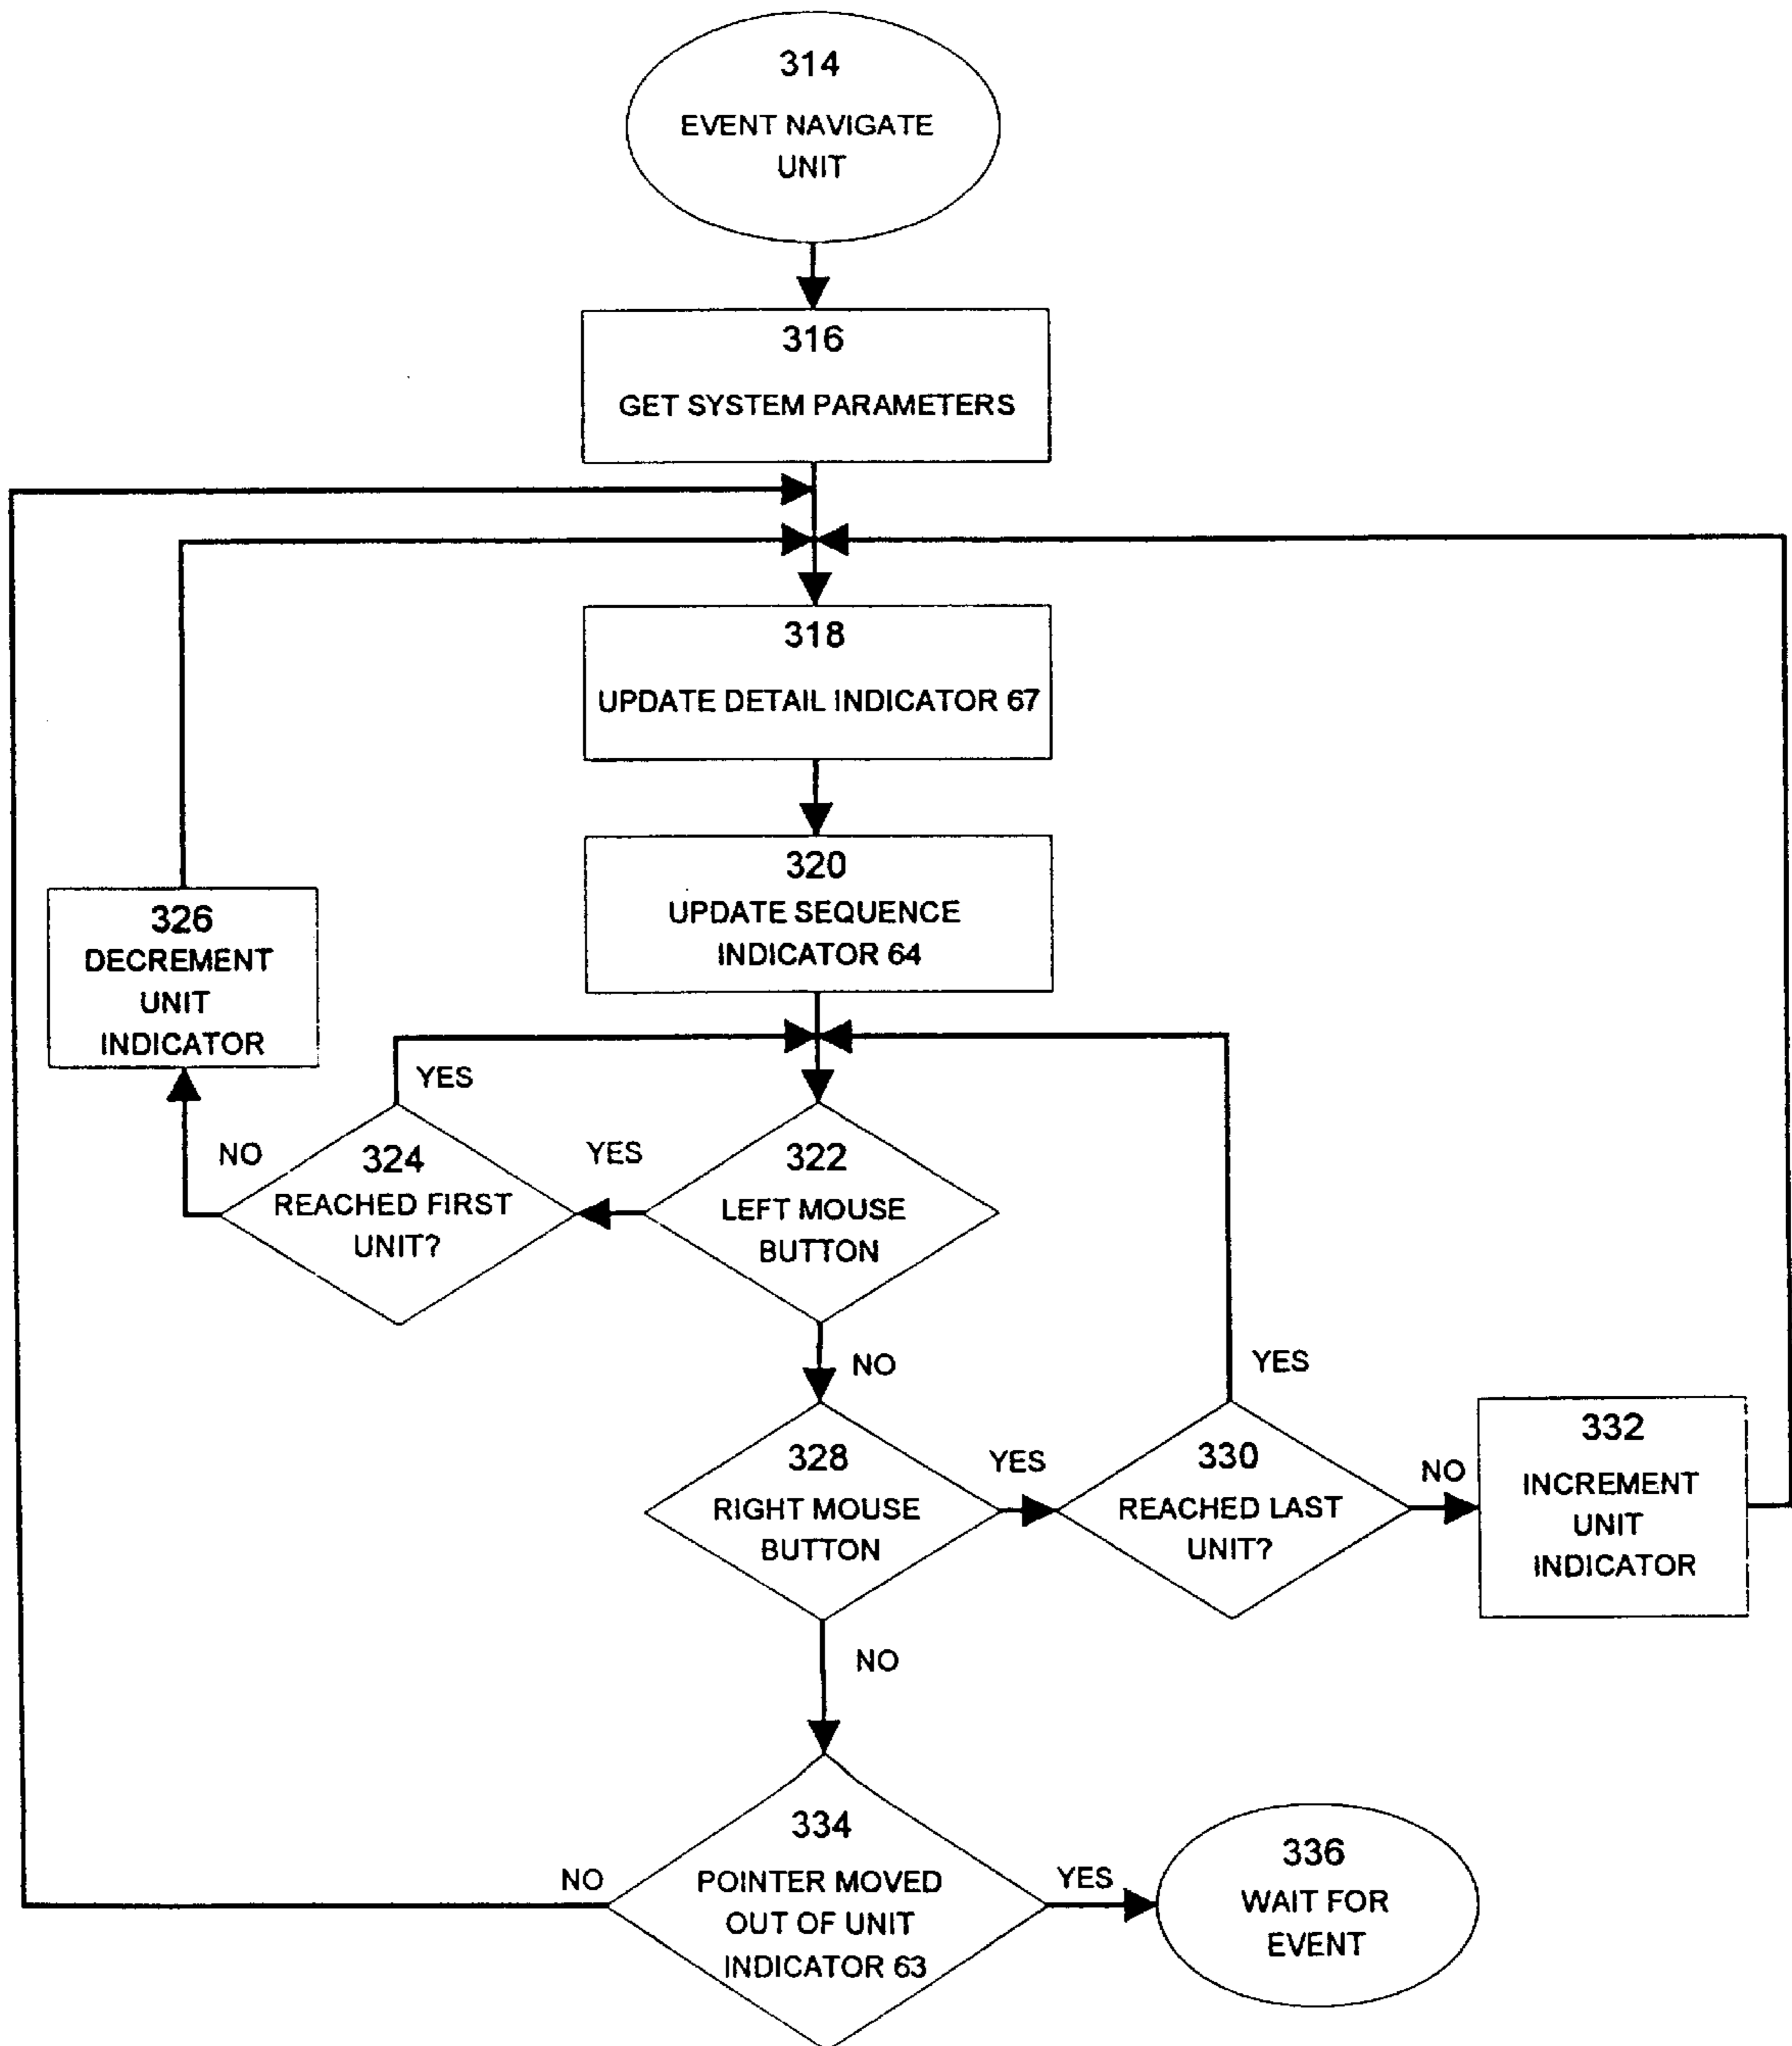 314
EVENT NAVIGATE
UNIT
316
GET SYSTEM PARAMETERS
318
UPDATE DETAIL INDICATOR 67
320
UPDATE SEQUENCE
INDICATOR 64
326
DECREMENT
UNIT
INDICATOR
YES
NO
324
REACHED FIRST
UNIT?
YES
322
LEFT MOUSE
BUTTON
NO
YES
328
RIGHT MOUSE
BUTTON
YES
330
REACHED LAST
UNIT?
NO
332
INCREMENT
UNIT
INDICATOR
NO
334
POINTER MOVED
OUT OF UNIT
INDICATOR 63
NO
YES
336
WAIT FOR
EVENT